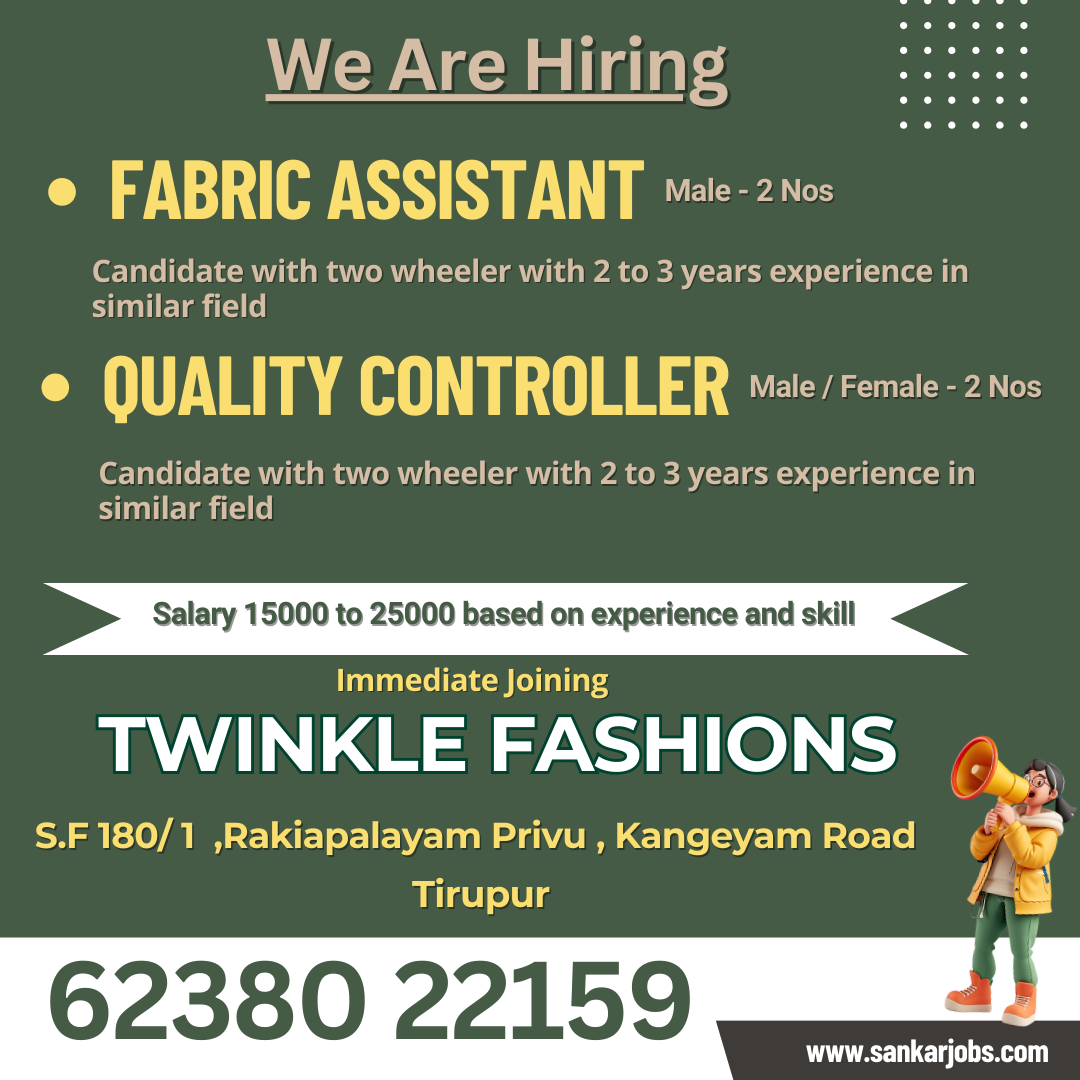 We Are Hiring
• FABRIC ASSISTANT Male - 2 Nos
Candidate with two wheeler with 2 to 3 years experience in
similar field
• QUALITY CONTROLLER Male / Female - 2 Nos
Candidate with two wheeler with 2 to 3 years experience in
similar field
Salary 15000 to 25000 based on experience and skill
Immediate Joining
TWINKLE FASHIONS
S.F 180/ 1 ,Rakiapalayam Privu , Kangeyam Road
Tirupur
62380 22159
www.sankarjobs.com